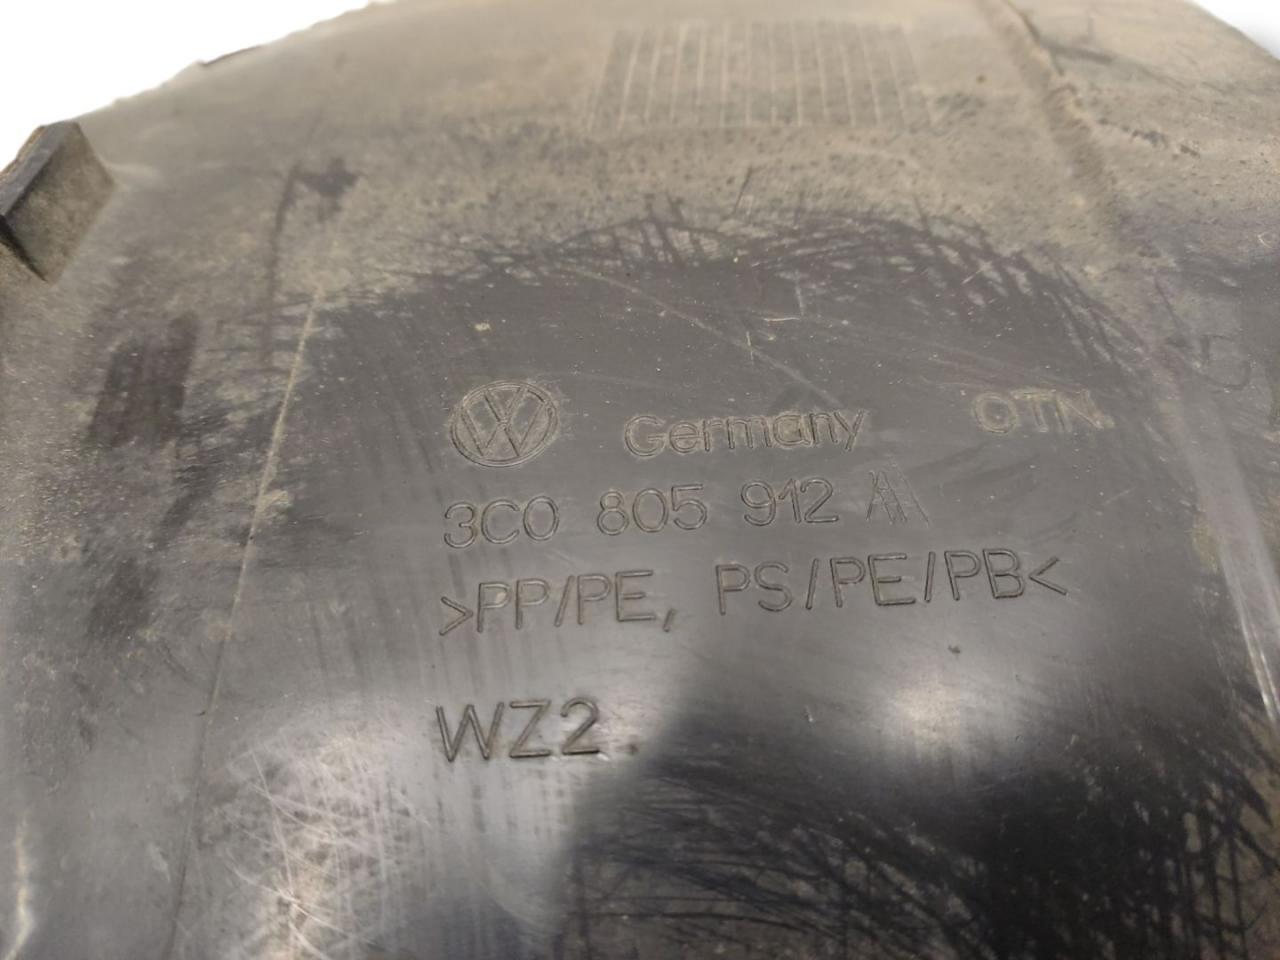 Germany OTN.
3C0 805 912
>PP/PE, PS/PE/PB<
WZ2.